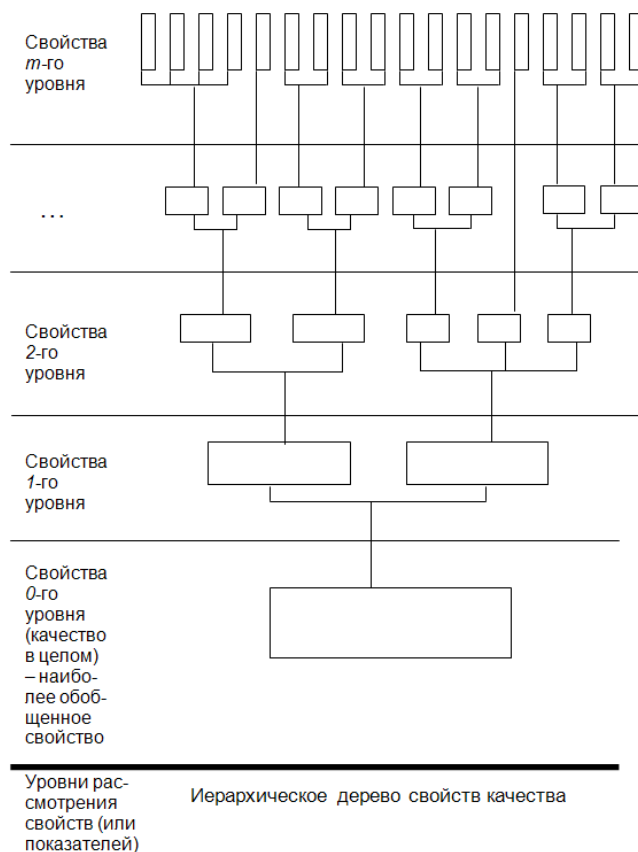 Свойства
m-го
уровня
...
Свойства
2-го
уровня
Свойства
1-го
уровня
Свойства
0-го
уровня
(качество
в целом)
– наибо-
лее обоб-
щенное
свойство
Уровни рас-
смотрения
свойств (или
показателей)
Иерархическое дерево свойств качества